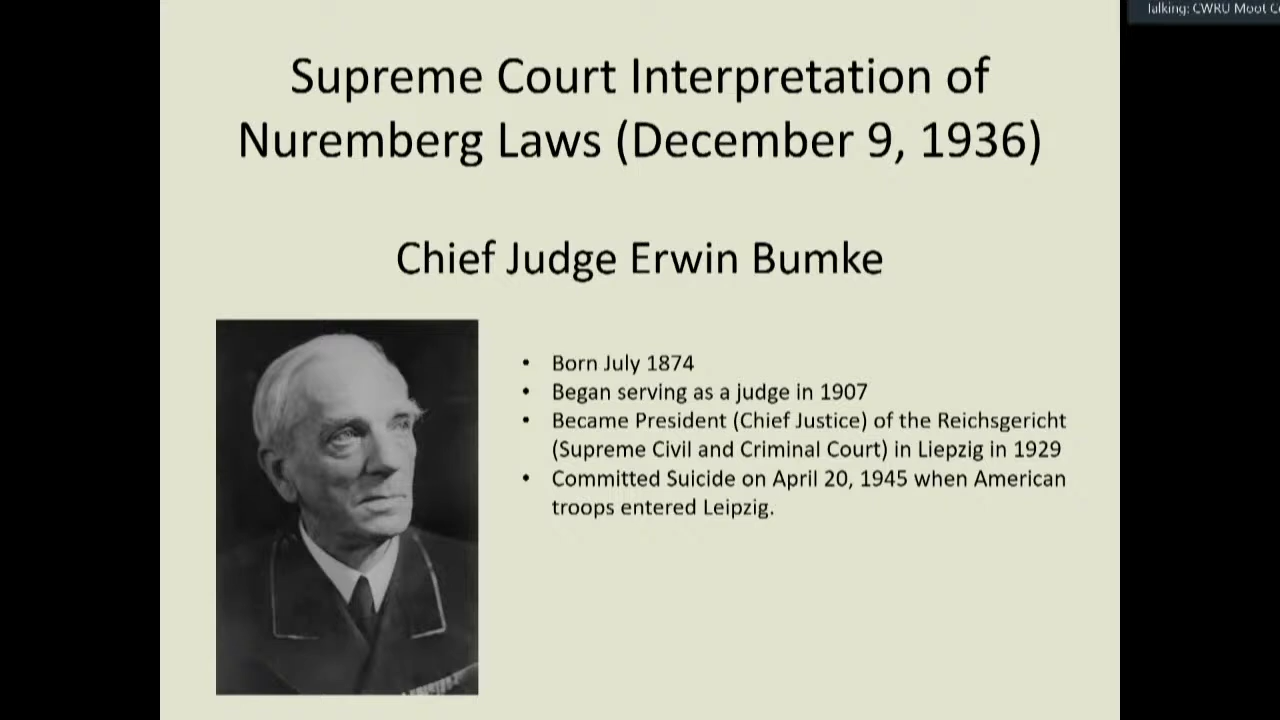 Talking: CWRU Moot
Supreme Court Interpretation of
Nuremberg Laws (December 9, 1936)
Chief Judge Erwin Bumke
• Born July 1874
• Began serving as a judge in 1907
• Became President (Chief Justice) of the Reichsgericht
(Supreme Civil and Criminal Court) in Liepzig in 1929
• Committed Suicide on April 20, 1945 when American
troops entered Leipzig.